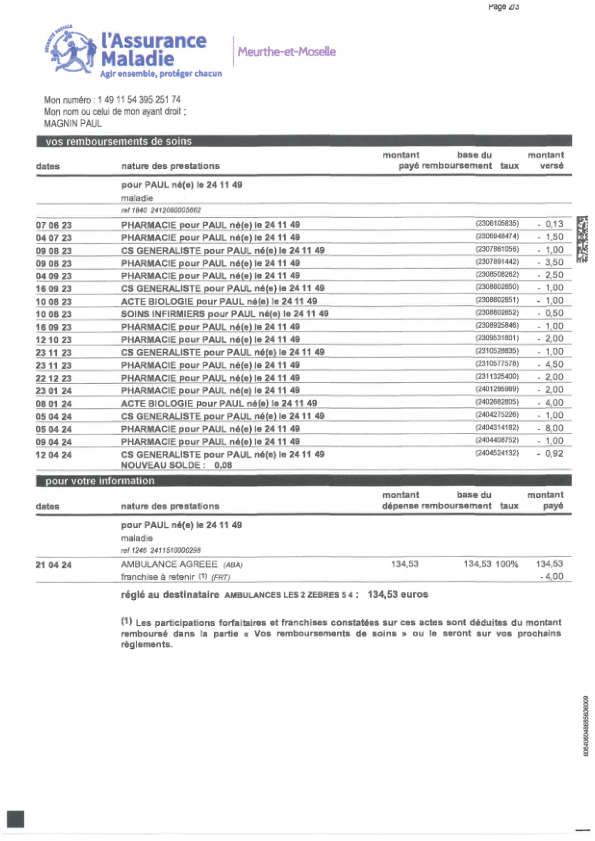 Page 2/3
l'Assurance
Maladie
Agir ensemble, protéger chacun
Meurthe-et-Moselle
Mon numéro : 1 49 11 54 395 251 74
Mon nom ou celui de mon ayant droit :
MAGNIN PAUL
vos remboursements de soins
dates nature des prestations montant payé base du remboursement taux montant versé
pour PAUL né(e) le 24 11 49
maladie
ref 1840 2412080005662
07 06 23 PHARMACIE pour PAUL né(e) le 24 11 49 (2306105835) - 0,13
04 07 23 PHARMACIE pour PAUL né(e) le 24 11 49 (2306948474) - 1,50
09 08 23 CS GENERALISTE pour PAUL né(e) le 24 11 49 (2307861056) - 1,00
09 08 23 PHARMACIE pour PAUL né(e) le 24 11 49 (2307891442) - 3,50
04 09 23 PHARMACIE pour PAUL né(e) le 24 11 49 (2308508262) - 2,50
16 09 23 CS GENERALISTE pour PAUL né(e) le 24 11 49 (2308802650) - 1,00
10 08 23 ACTE BIOLOGIE pour PAUL né(e) le 24 11 49 (2308802651) - 1,00
10 08 23 SOINS INFIRMIERS pour PAUL né(e) le 24 11 49 (2308802652) - 0,50
16 09 23 PHARMACIE pour PAUL né(e) le 24 11 49 (2308925846) - 1,00
12 10 23 PHARMACIE pour PAUL né(e) le 24 11 49 (2309531601) - 2,00
23 11 23 CS GENERALISTE pour PAUL né(e) le 24 11 49 (2310528835) - 1,00
23 11 23 PHARMACIE pour PAUL né(e) le 24 11 49 (2310577578) - 4,50
22 12 23 PHARMACIE pour PAUL né(e) le 24 11 49 (2311325400) - 2,00
23 01 24 PHARMACIE pour PAUL né(e) le 24 11 49 (2401295969) - 2,00
08 01 24 ACTE BIOLOGIE pour PAUL né(e) le 24 11 49 (2402682805) - 4,00
05 04 24 CS GENERALISTE pour PAUL né(e) le 24 11 49 (2404275226) - 1,00
05 04 24 PHARMACIE pour PAUL né(e) le 24 11 49 (2404314182) - 8,00
09 04 24 PHARMACIE pour PAUL né(e) le 24 11 49 (2404408752) - 1,00
12 04 24 CS GENERALISTE pour PAUL né(e) le 24 11 49 (2404524132) - 0,92
NOUVEAU SOLDE : 0,08
pour votre information
dates nature des prestations montant dépense base du remboursement taux montant payé
pour PAUL né(e) le 24 11 49
maladie
ref 1246 2411510000298
21 04 24 AMBULANCE AGREEE (ABA) 134,53 134,53 100% 134,53
franchise à retenir (1) (FRT) - 4,00
réglé au destinataire AMBULANCES LES 2 ZEBRES 5 4 : 134,53 euros
(1) Les participations forfaitaires et franchises constatées sur ces actes sont déduites du montant
remboursé dans la partie « Vos remboursements de soins » ou le seront sur vos prochains
règlements.